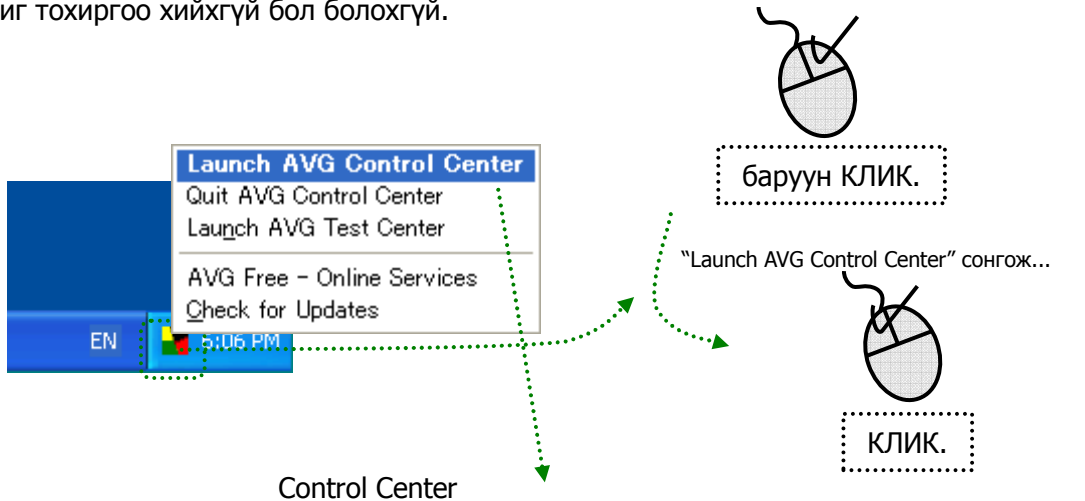 иг тохиргоо хийхгүй бол болохгүй.
баруун КЛИК.
Launch AVG Control Center
Quit AVG Control Center
Launch AVG Test Center
AVG Free - Online Services
Check for Updates
"Launch AVG Control Center” сонгож...
EN
5:06 PM
КЛИК.
Control Center